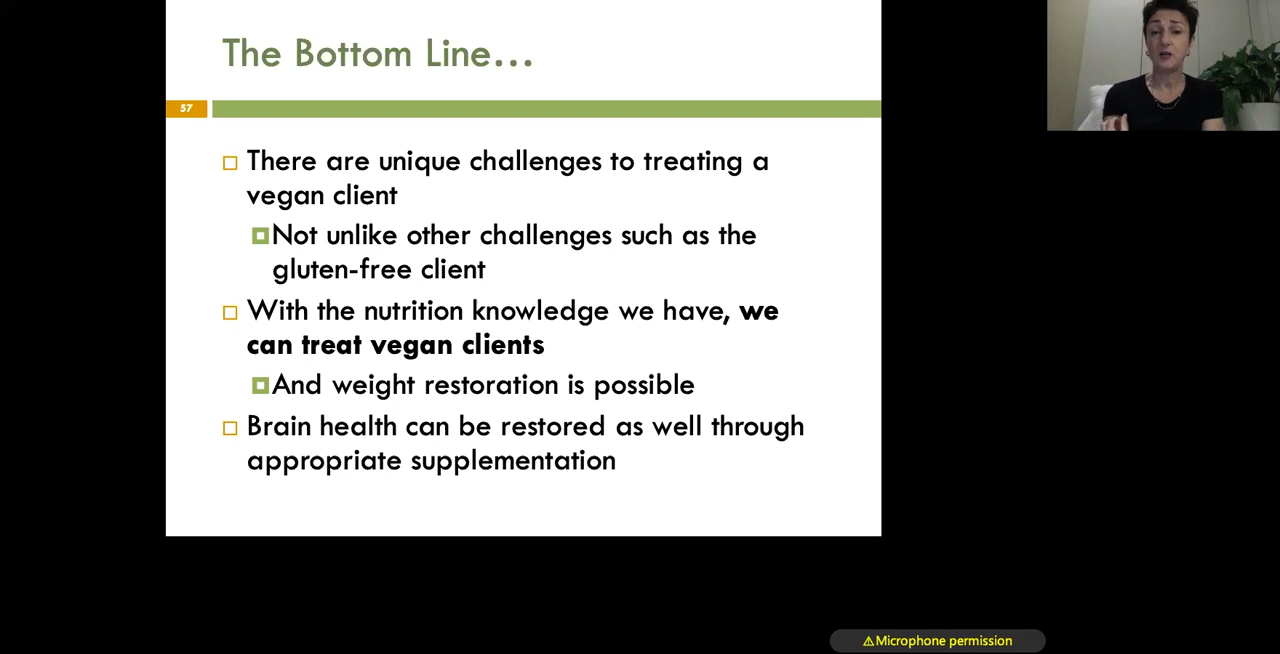 The Bottom Line...
57
There are unique challenges to treating a
vegan client
Not unlike other challenges such as the
gluten-free client
With the nutrition knowledge we have, we
can treat vegan clients
And weight restoration is possible
Brain health can be restored as well through
appropriate supplementation
⚠Microphone permission